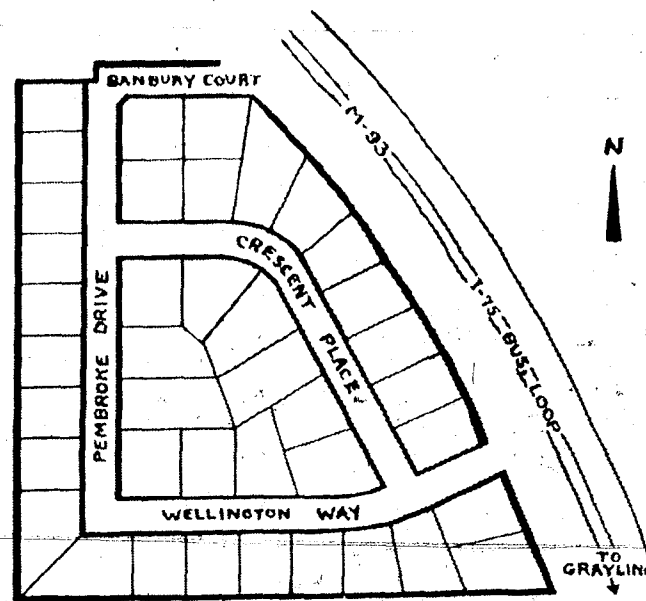 BANBURY COURT
M-93
N
CRESCENT PLACE
I-75 BUS. LOOP
PEMBROKE DRIVE
WELLINGTON WAY
TO
GRAYLING